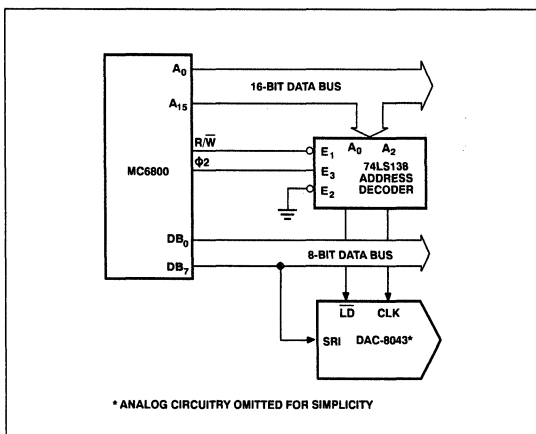 A0
16-BIT DATA BUS
A15
R/W̅
E1 A0 A2
74LS138
ADDRESS
DECODER
MC6800
ϕ2
E3
E2
DB0
8-BIT DATA BUS
DB7
L̅D̅ CLK
SRI DAC-8043*
* ANALOG CIRCUITRY OMITTED FOR SIMPLICITY